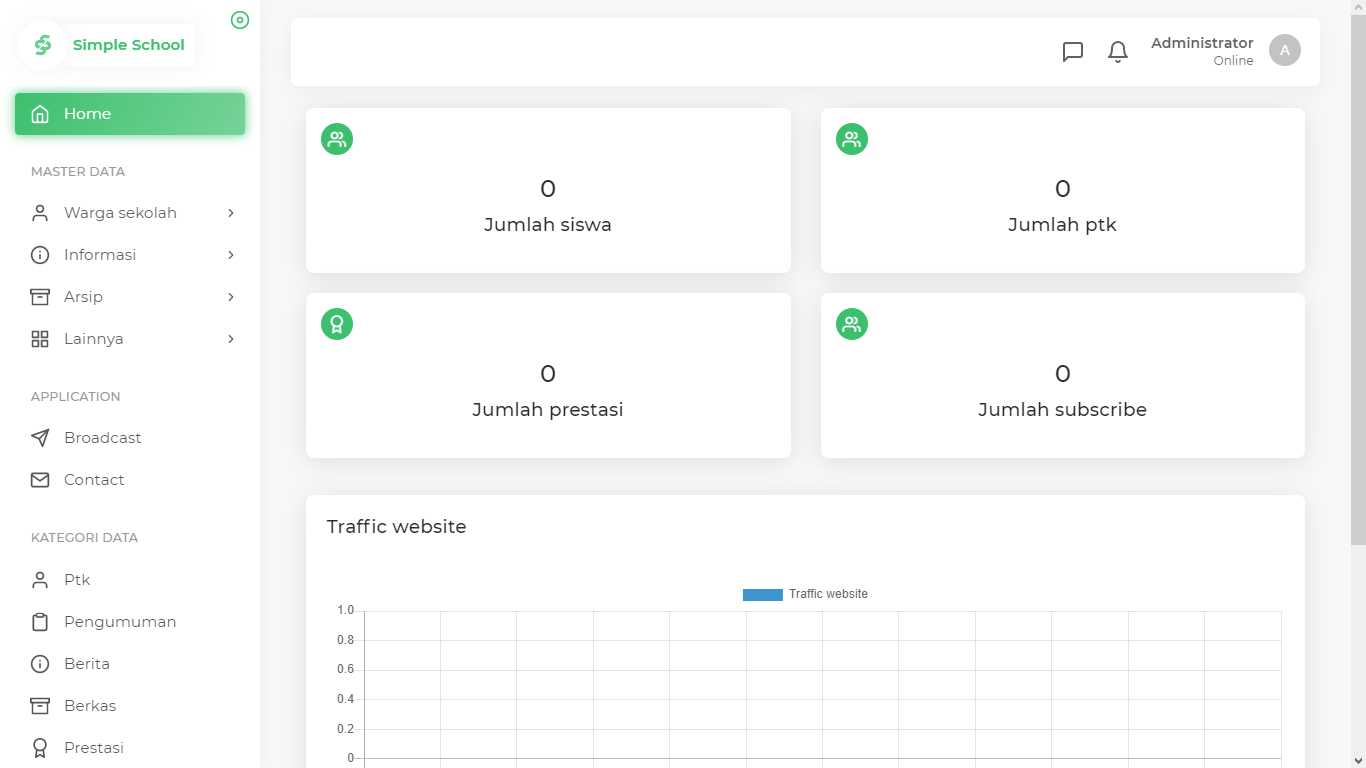 Simple School
Home
MASTER DATA
Warga sekolah
Informasi
Arsip
Lainnya
APPLICATION
Broadcast
Contact
KATEGORI DATA
Ptk
Pengumuman
Berita
Berkas
Prestasi
Administrator
Online
A
0
Jumlah siswa
0
Jumlah ptk
0
Jumlah prestasi
0
Jumlah subscribe
Traffic website
Traffic website
1.0
0.8
0.6
0.4
0.2
0